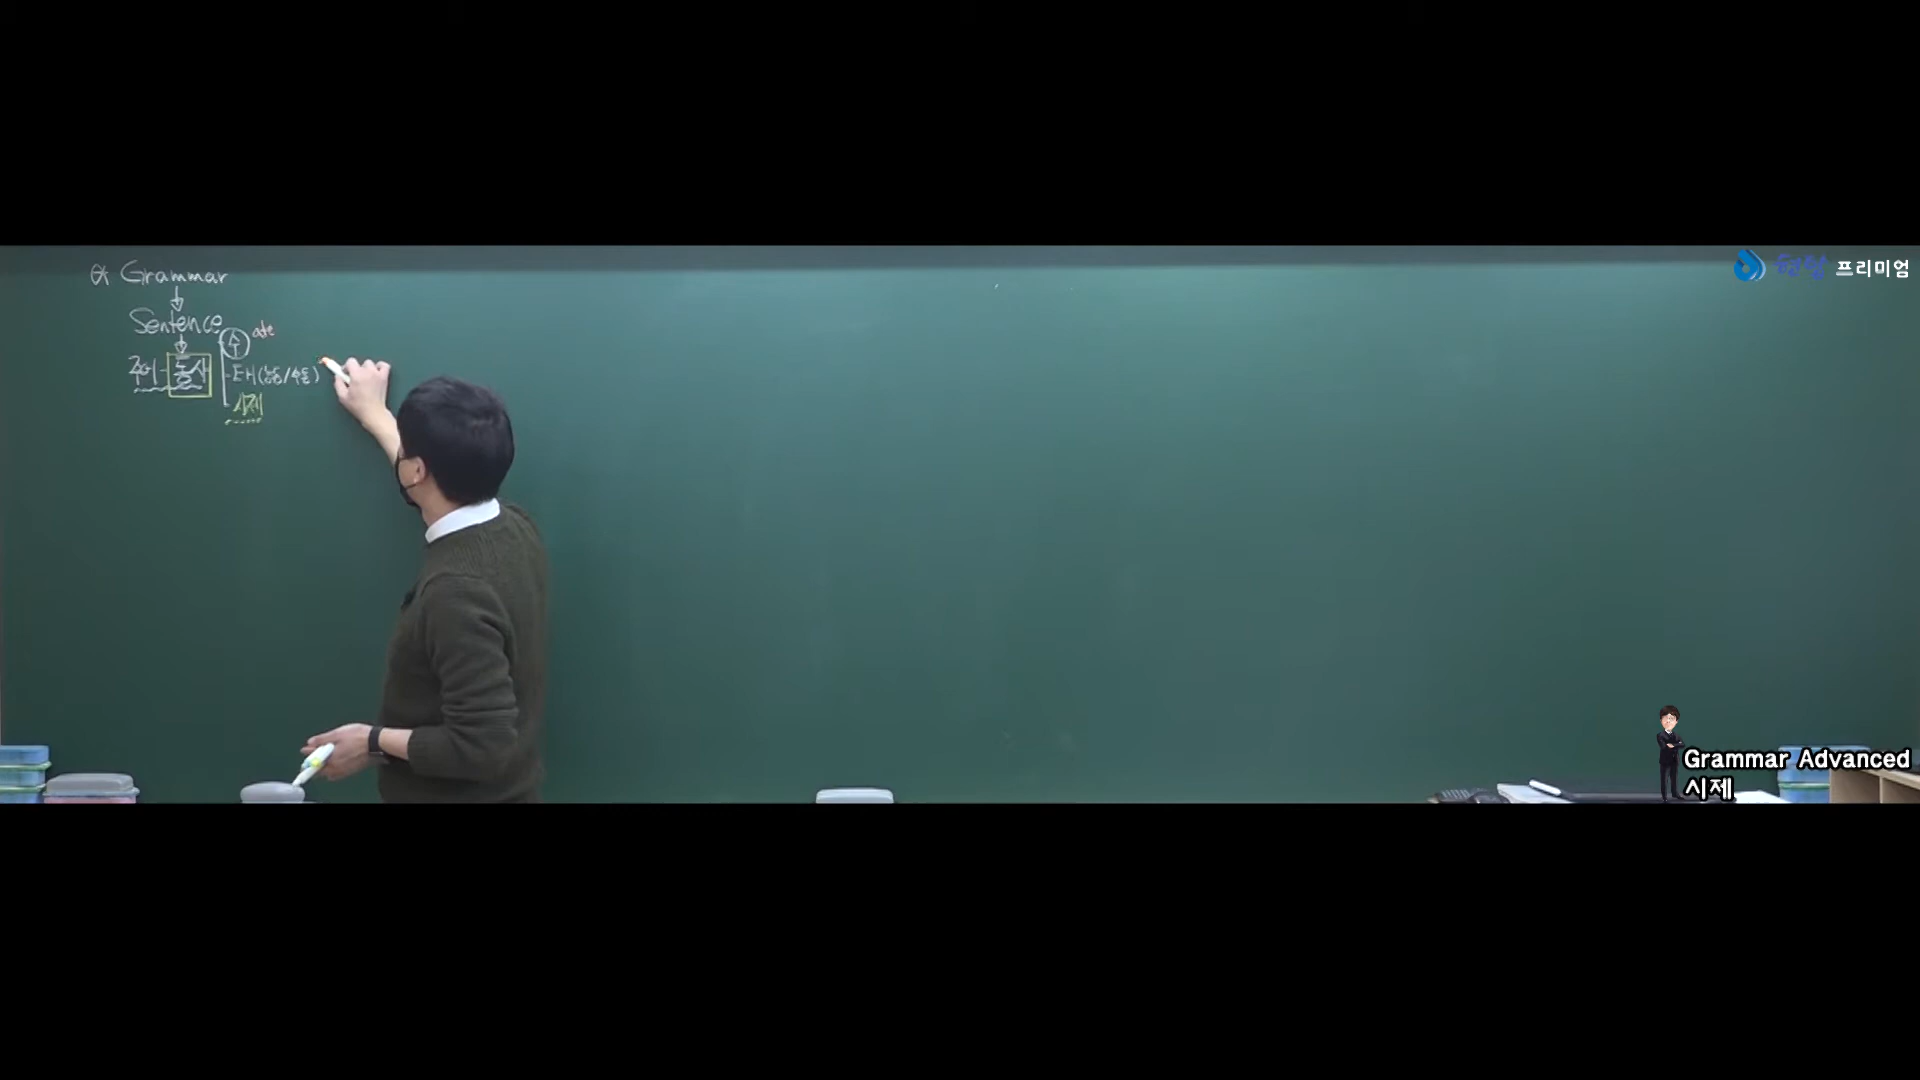 Grammar
Sentence
수 ate
주어 - 동사 - 태 (능동/수동)
시제
프리미엄
Grammar Advanced
시제